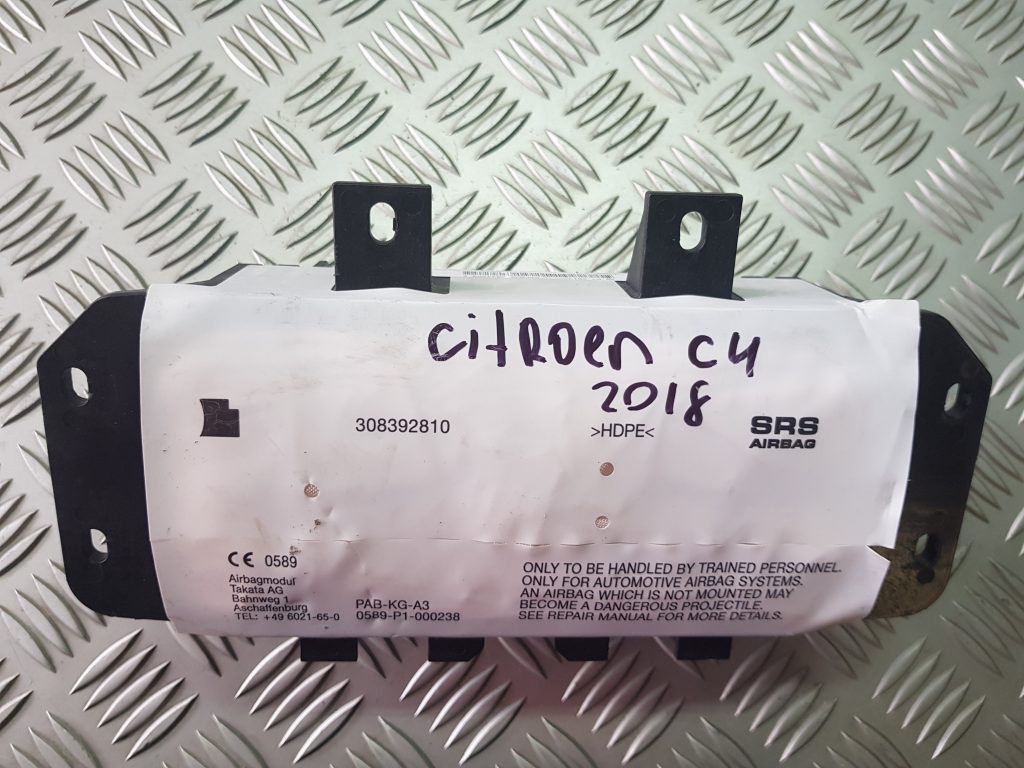 CitRoen C4
2018
308392810
>HDPE<
SRS
AIRBAG
CE 0589
Airbagmodul
Takata AG
Bahnweg 1
Aschaffenburg
TEL: +49 6021-65-0
PAB-KG-A3
0589-P1-000238
ONLY TO BE HANDLED BY TRAINED PERSONNEL.
ONLY FOR AUTOMOTIVE AIRBAG SYSTEMS.
AN AIRBAG WHICH IS NOT MOUNTED MAY
BECOME A DANGEROUS PROJECTILE.
SEE REPAIR MANUAL FOR MORE DETAILS.